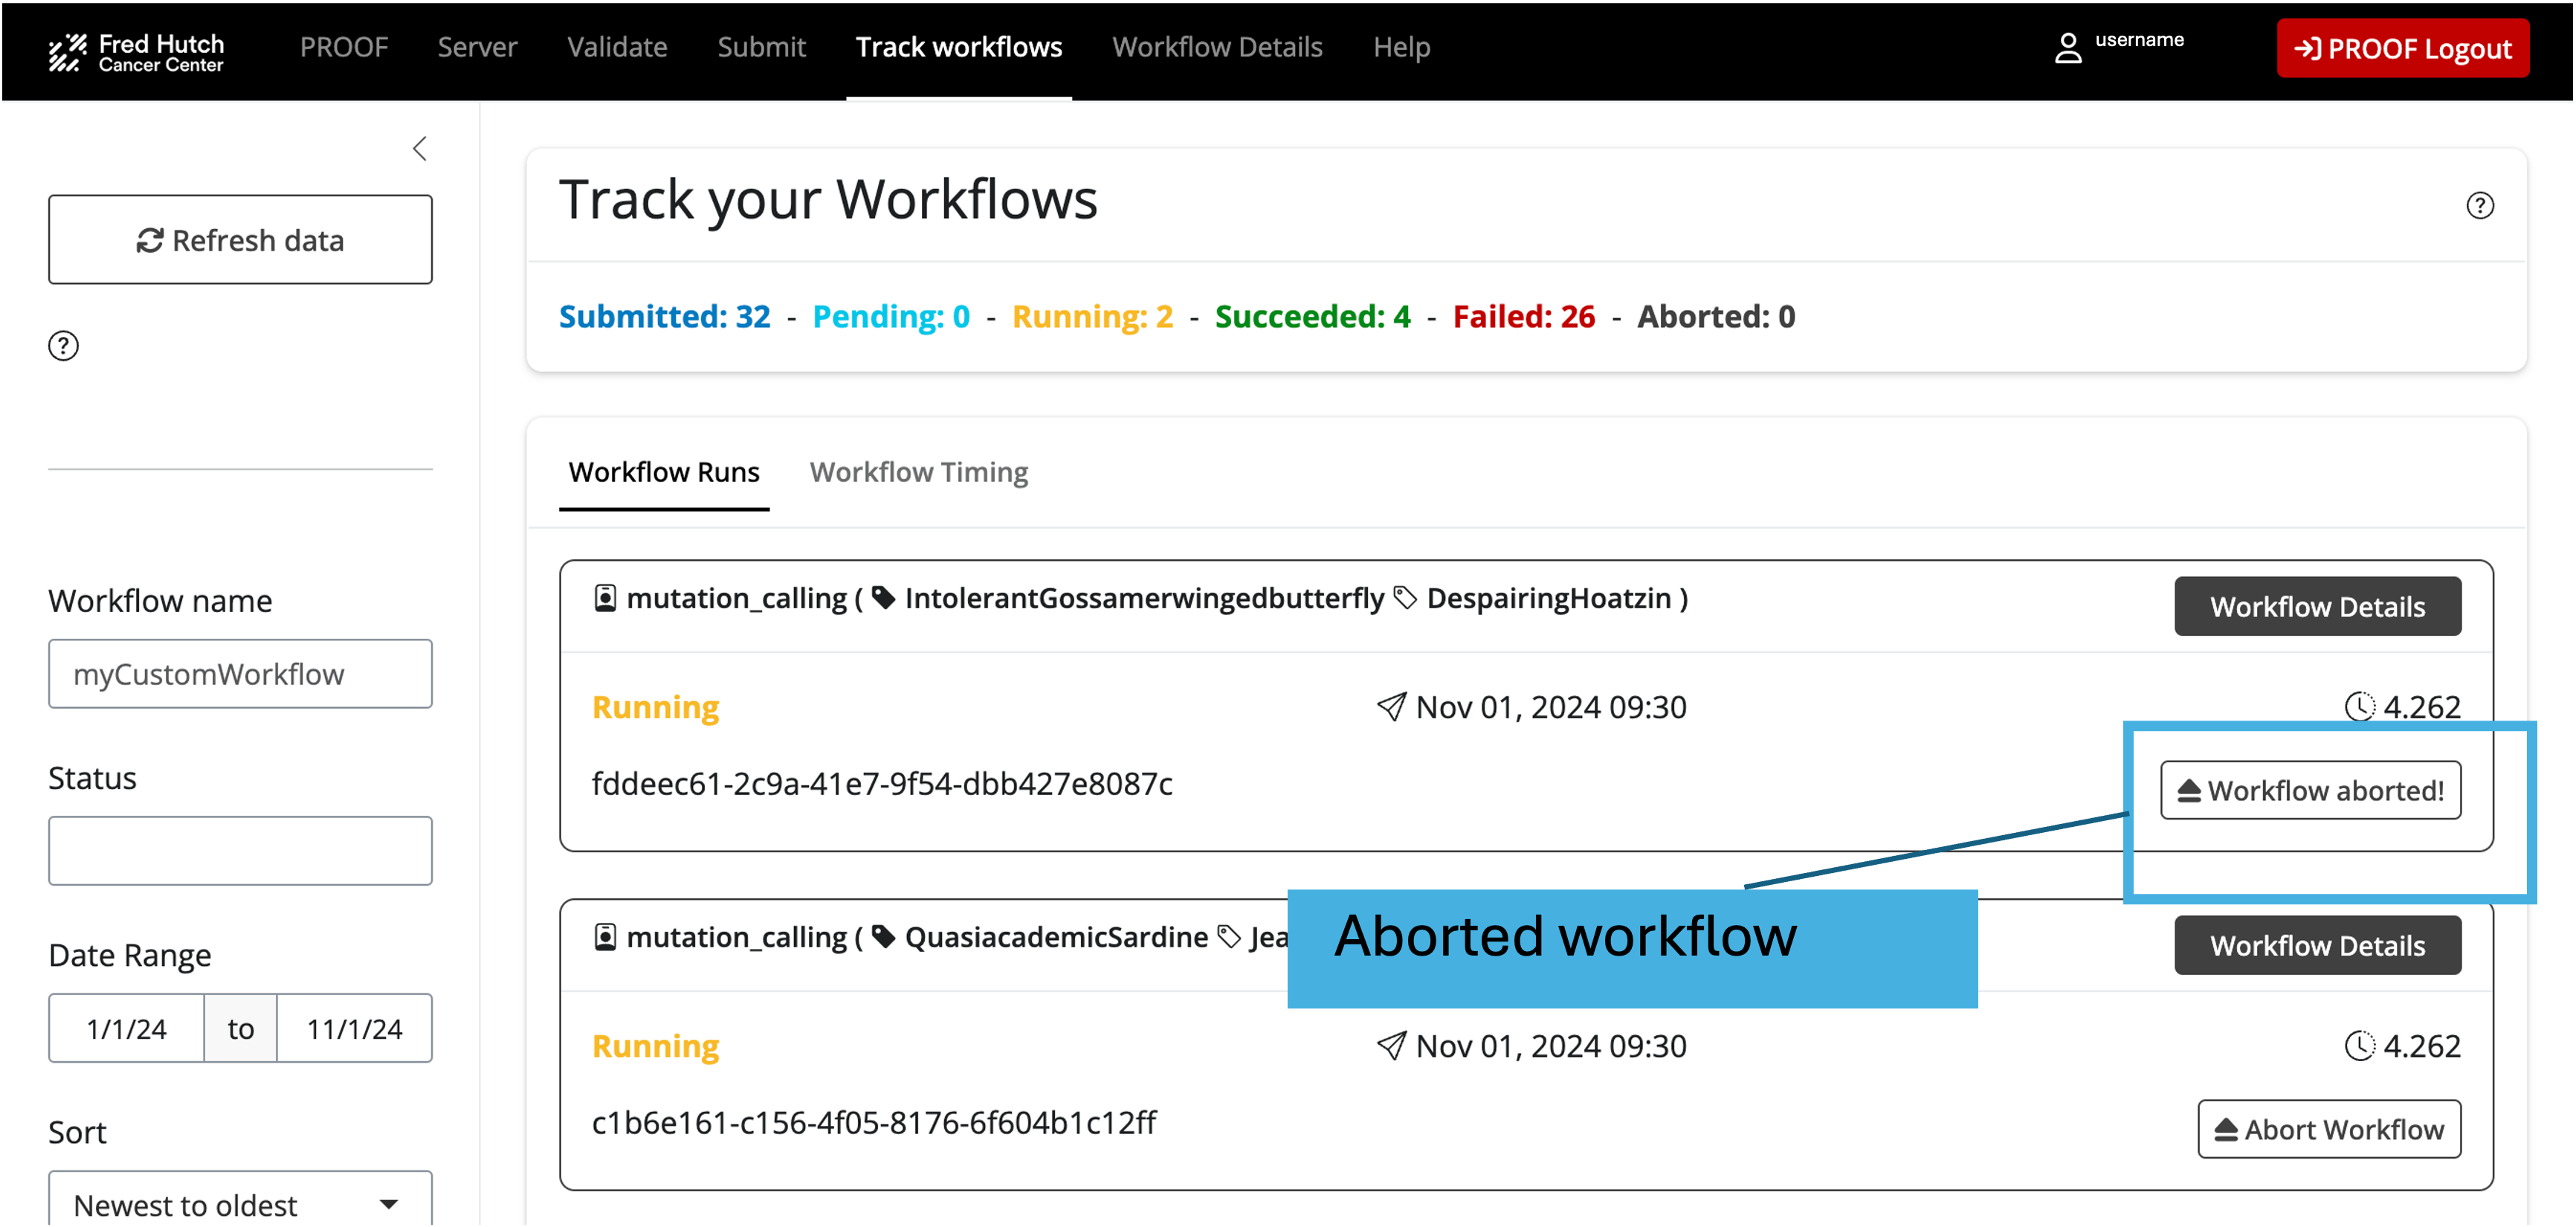 Fred Hutch
Cancer Center
PROOF Server Validate Submit Track workflows Workflow Details Help
username
PROOF Logout
Refresh data
?
Workflow name
myCustomWorkflow
Status
Date Range
1/1/24 to 11/1/24
Sort
Newest to oldest
Track your Workflows
?
Submitted: 32 - Pending: 0 - Running: 2 - Succeeded: 4 - Failed: 26 - Aborted: 0
Workflow Runs Workflow Timing
mutation_calling ( IntolerantGossamerwingedbutterfly DespairingHoatzin )
Workflow Details
Running Nov 01, 2024 09:30 4.262
fddeec61-2c9a-41e7-9f54-dbb427e8087c
Workflow aborted!
Aborted workflow
mutation_calling ( QuasiacademicSardine Jea
Workflow Details
Running Nov 01, 2024 09:30 4.262
c1b6e161-c156-4f05-8176-6f604b1c12ff
Abort Workflow